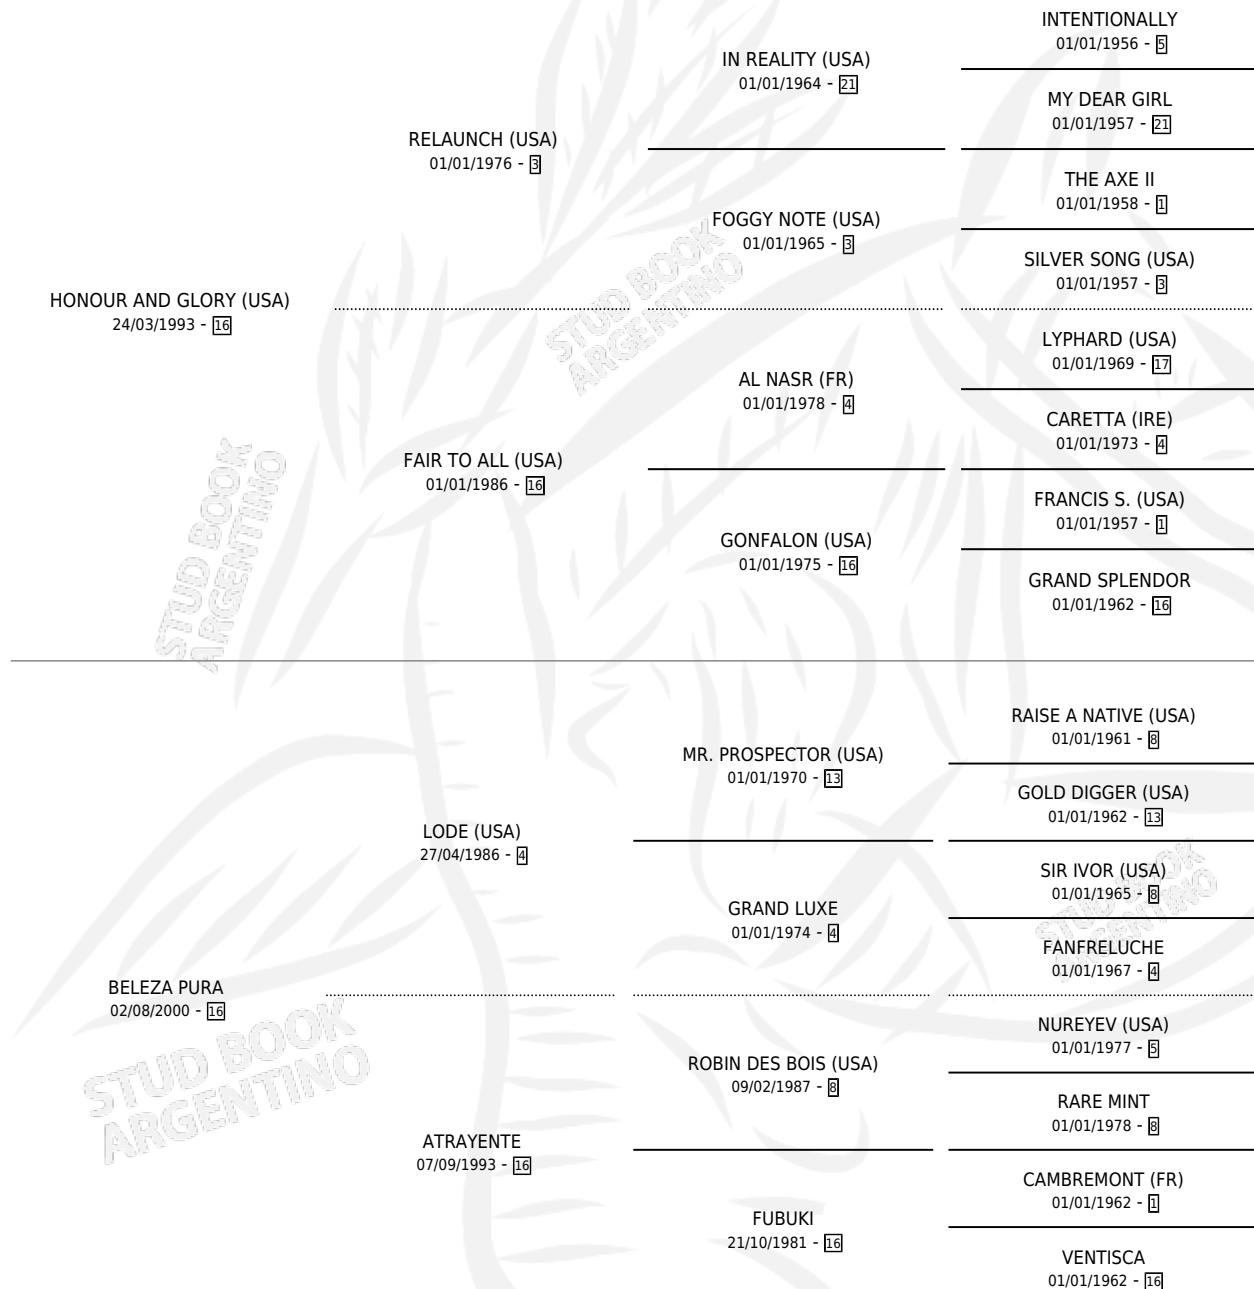 HONOUR AND GLORY (USA)
24/03/1993 - 16
RELAUNCH (USA)
01/01/1976 - 3
FAIR TO ALL (USA)
01/01/1986 - 16
IN REALITY (USA)
01/01/1964 - 21
FOGGY NOTE (USA)
01/01/1965 - 3
AL NASR (FR)
01/01/1978 - 4
GONFALON (USA)
01/01/1975 - 16
INTENTIONALLY
01/01/1956 - 5
MY DEAR GIRL
01/01/1957 - 21
THE AXE II
01/01/1958 - 1
SILVER SONG (USA)
01/01/1957 - 3
LYPHARD (USA)
01/01/1969 - 17
CARETTA (IRE)
01/01/1973 - 4
FRANCIS S. (USA)
01/01/1957 - 1
GRAND SPLENDOR
01/01/1962 - 16
BELEZA PURA
02/08/2000 - 16
LODE (USA)
27/04/1986 - 4
ATRAYENTE
07/09/1993 - 16
MR. PROSPECTOR (USA)
01/01/1970 - 13
GRAND LUXE
01/01/1974 - 4
ROBIN DES BOIS (USA)
09/02/1987 - 8
FUBUKI
21/10/1981 - 16
RAISE A NATIVE (USA)
01/01/1961 - 8
GOLD DIGGER (USA)
01/01/1962 - 13
SIR IVOR (USA)
01/01/1965 - 8
FANFRELUCHE
01/01/1967 - 4
NUREYEV (USA)
01/01/1977 - 5
RARE MINT
01/01/1978 - 8
CAMBREMONT (FR)
01/01/1962 - 1
VENTISCA
01/01/1962 - 16
STUD BOOK
ARGENTINO
STUD BOOK
ARGENTINO
STUD BOOK
ARGENTINO
STUD BOOK
ARGENTINO